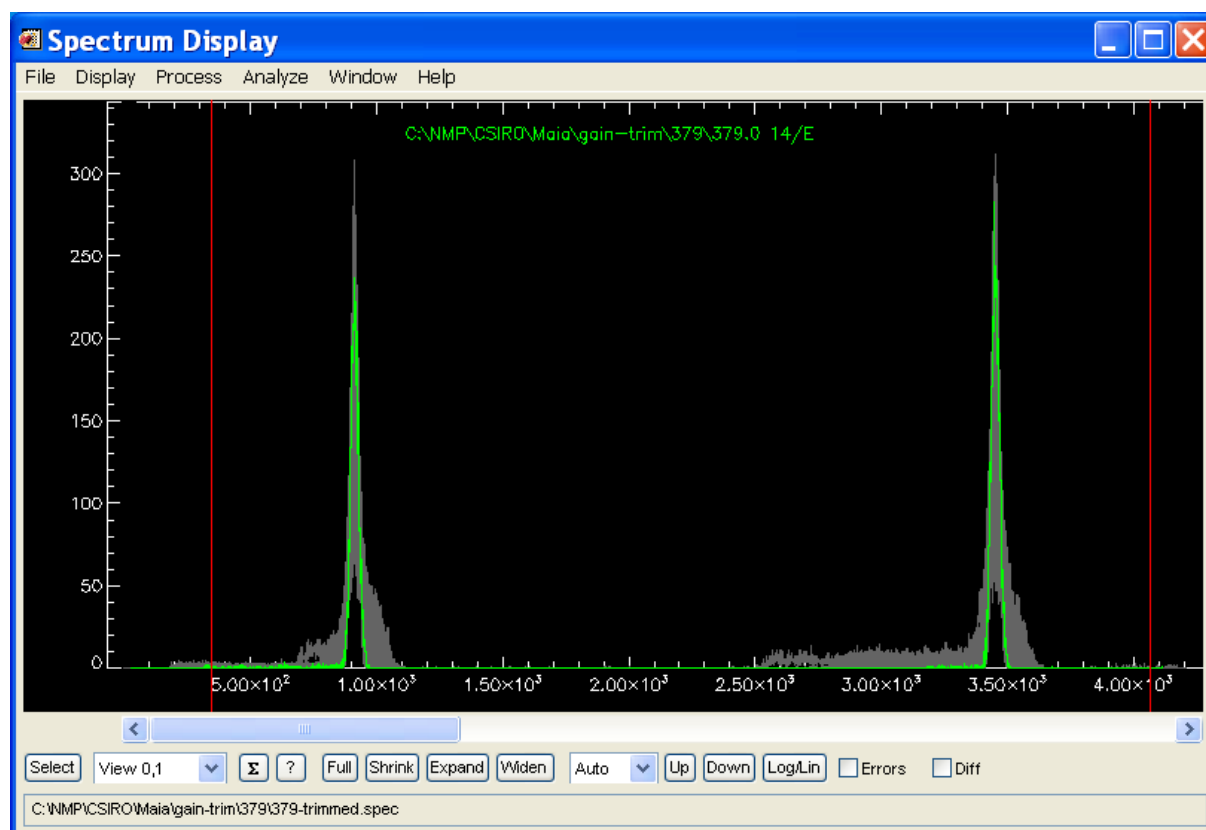 Spectrum Display
File Display Process Analyze Window Help
C:\NMP\CSIRO\Maia\gain-trim\379\379.0 14/E
300
250
200
150
100
50
0
5.00×10² 1.00×10³ 1.50×10³ 2.00×10³ 2.50×10³ 3.00×10³ 3.50×10³ 4.00×10³
Select View 0,1 Σ ? Full Shrink Expand Widen Auto Up Down Log/Lin Errors Diff
C:\NMP\CSIRO\Maia\gain-trim\379\379-trimmed.spec